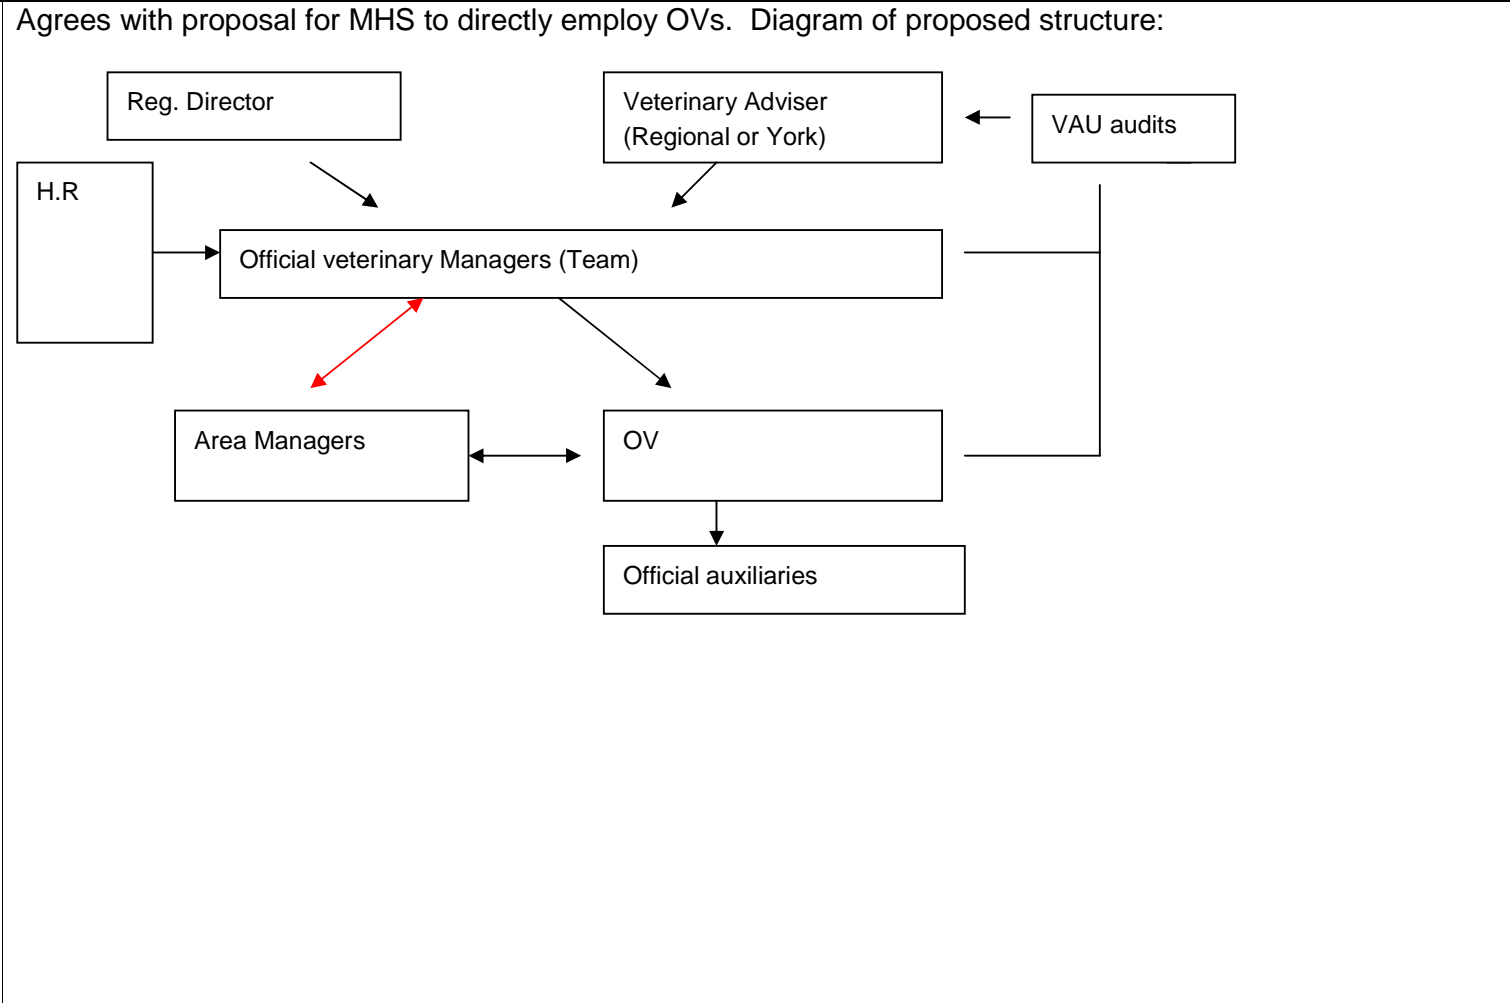 Agrees with proposal for MHS to directly employ OVs.  Diagram of proposed structure:
Reg. Director
Veterinary Adviser
(Regional or York)
VAU audits
H.R
Official veterinary Managers (Team)
Area Managers
OV
Official auxiliaries